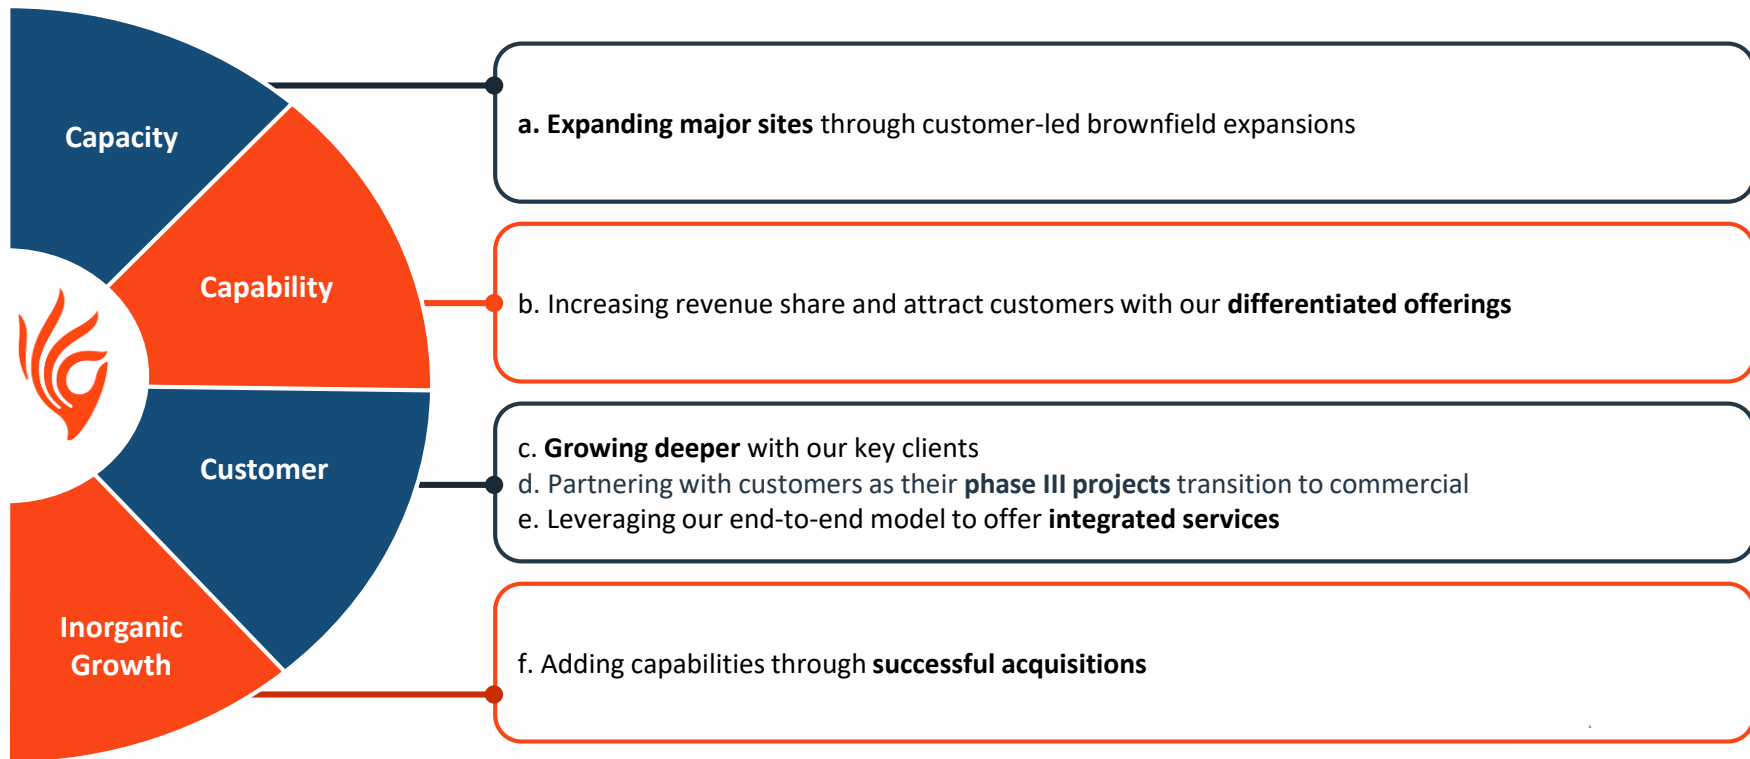 Capacity
a. Expanding major sites through customer-led brownfield expansions
Capability
b. Increasing revenue share and attract customers with our differentiated offerings
Customer
c. Growing deeper with our key clients
d. Partnering with customers as their phase III projects transition to commercial
e. Leveraging our end-to-end model to offer integrated services
Inorganic
Growth
f. Adding capabilities through successful acquisitions